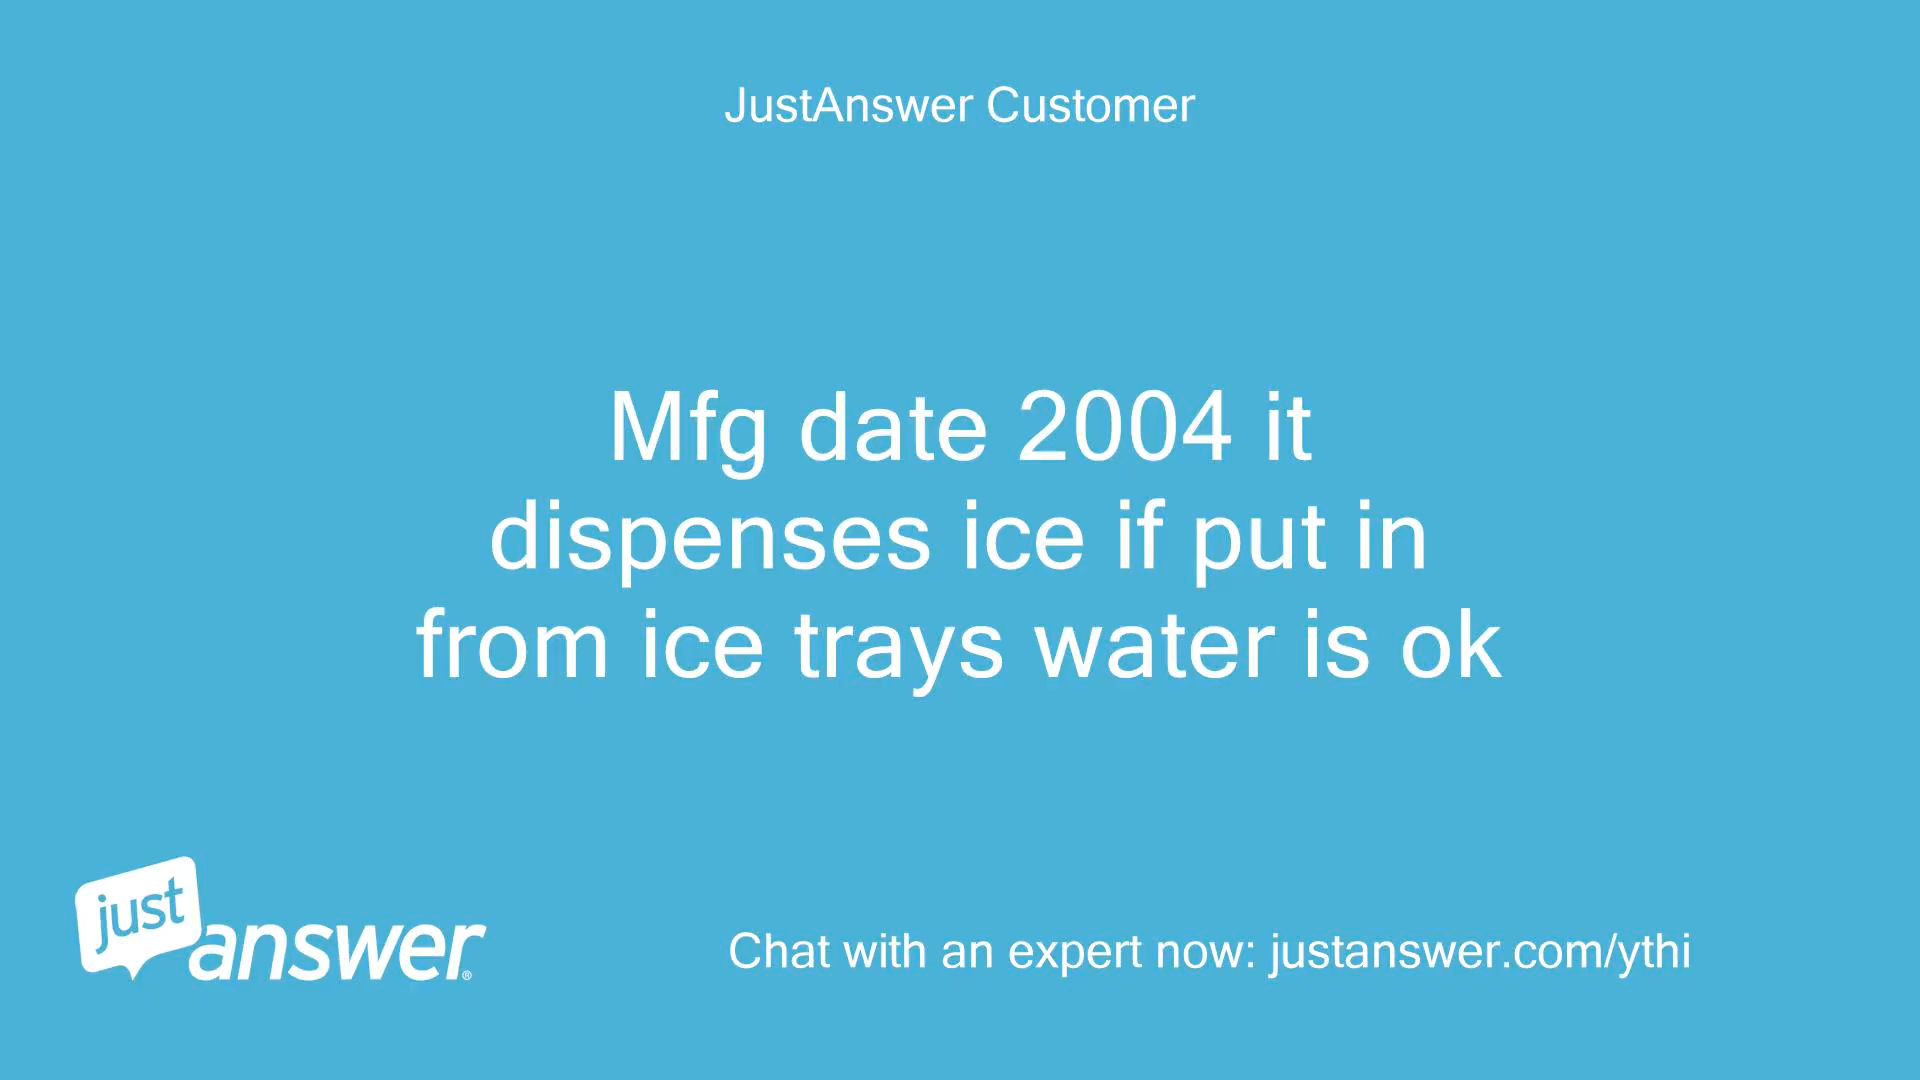 JustAnswer Customer
Mfg date 2004 it
dispenses ice if put in
from ice trays water is ok
just
answer®
Chat with an expert now: justanswer.com/ythi